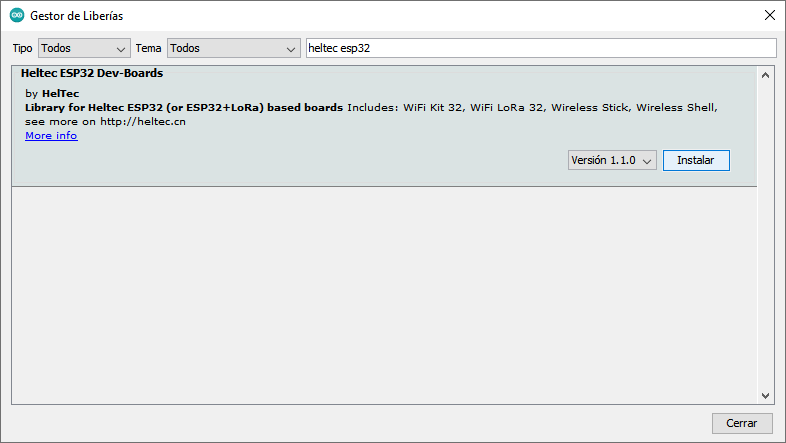 Gestor de Liberías
Tipo Todos Tema Todos heltec esp32
Heltec ESP32 Dev-Boards
by HelTec
Library for Heltec ESP32 (or ESP32+LoRa) based boards Includes: WiFi Kit 32, WiFi LoRa 32, Wireless Stick, Wireless Shell,
see more on http://heltec.cn
More info
Versión 1.1.0 Instalar
Cerrar